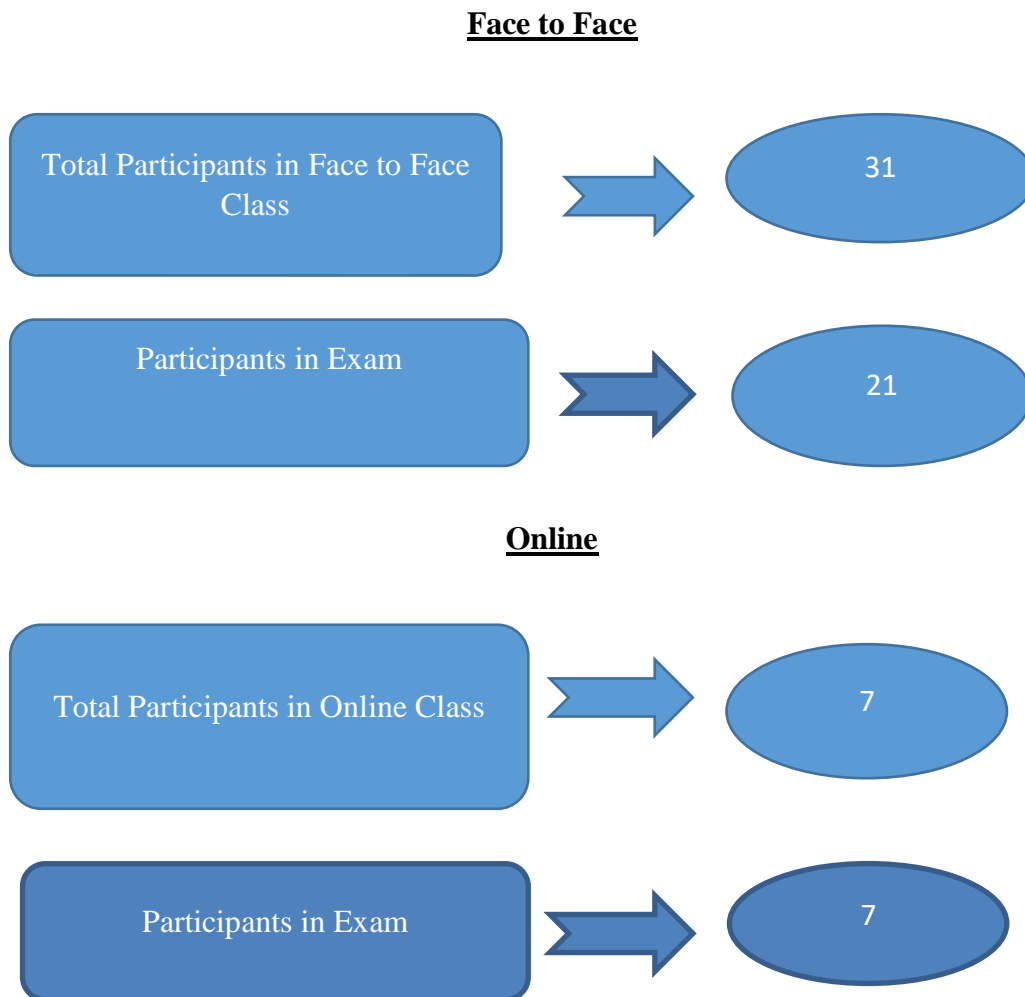 Face to Face
Total Participants in Face to Face
Class
31
Participants in Exam
21
Online
Total Participants in Online Class
7
Participants in Exam
7